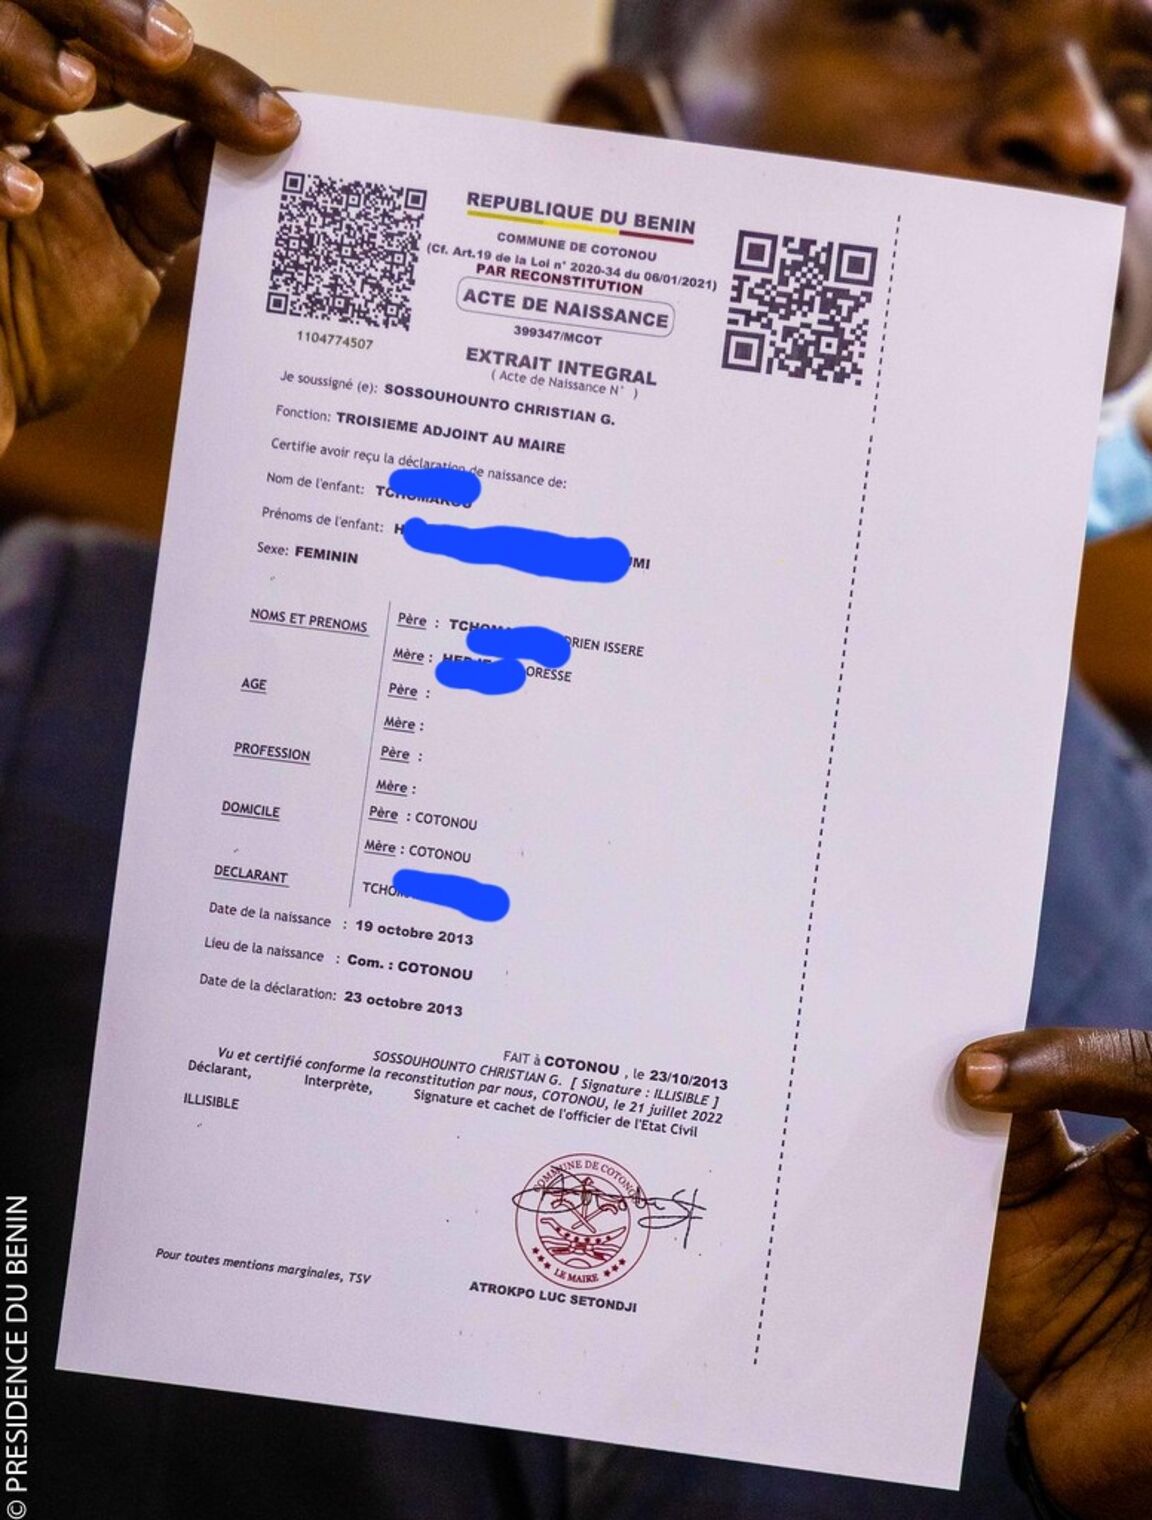 REPUBLIQUE DU BENIN
COMMUNE DE COTONOU
(Cf. Art.19 de la Loi n° 2020-34 du 06/01/2021)
PAR RECONSTITUTION
ACTE DE NAISSANCE
399347/MCOT
1104774507
EXTRAIT INTEGRAL
( Acte de Naissance N° )
Je soussigné (e): SOSSOUHOUNTO CHRISTIAN G.
Fonction: TROISIEME ADJOINT AU MAIRE
Certifie avoir reçu la déclaration de naissance de:
Nom de l'enfant:
Prénoms de l'enfant:
Sexe: FEMININ
NOMS ET PRENOMS
Père : ISSERE
Mère :
AGE
Père :
Mère :
PROFESSION
Père :
Mère :
DOMICILE
Père : COTONOU
Mère : COTONOU
DECLARANT
Date de la naissance : 19 octobre 2013
Lieu de la naissance : Com. : COTONOU
Date de la déclaration: 23 octobre 2013
FAIT à COTONOU , le 23/10/2013
SOSSOUHOUNTO CHRISTIAN G. [ Signature : ILLISIBLE ]
Vu et certifié conforme la reconstitution par nous, COTONOU, le 21 juillet 2022
Déclarant, Interprète, Signature et cachet de l'officier de l'Etat Civil
ILLISIBLE
COMMUNE DE COTONOU
LE MAIRE
ATROKPO LUC SETONDJI
Pour toutes mentions marginales, TSV
© PRESIDENCE DU BENIN